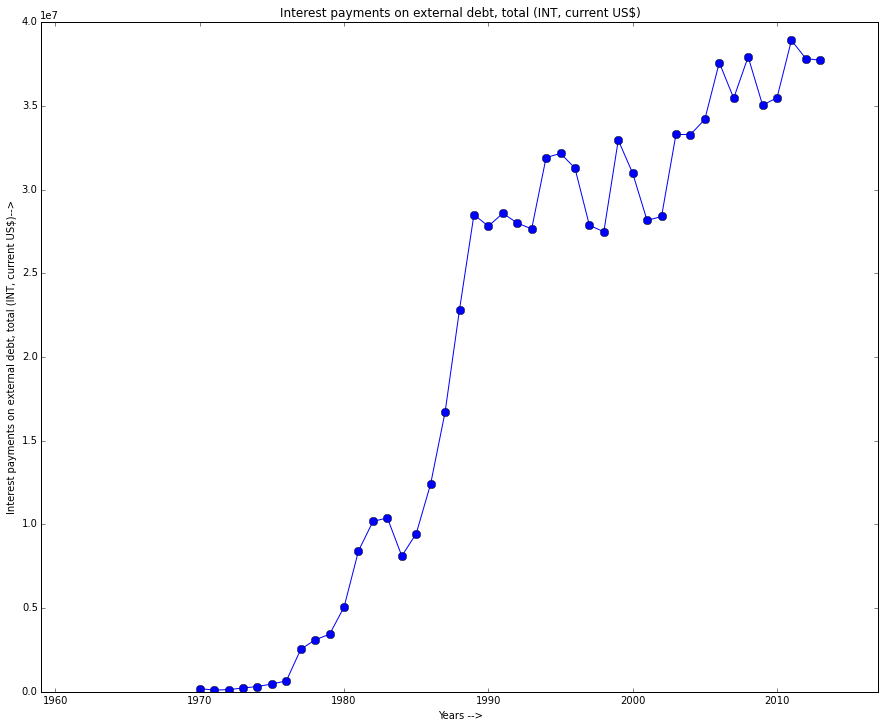 Interest payments on external debt, total (INT, current US$)
1e7
4.0
3.5
3.0
2.5
2.0
1.5
1.0
0.5
0.0
Interest payments on external debt, total (INT, current US$)-->
1960 1970 1980 1990 2000 2010
Years -->